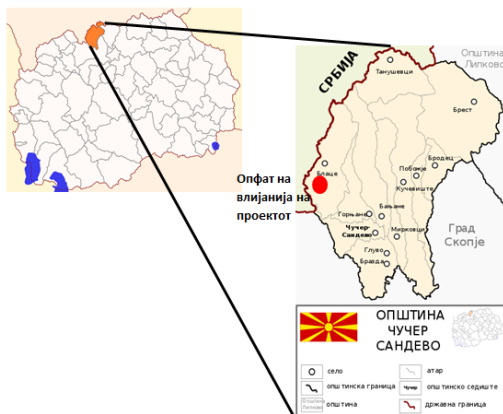 ОПШТИНА
ЛИПКОВО
СРБИЈА
Танушевци
Брест
Бродец
Блаце
Побожје
Кучевиште
Опфат на
влијанија на
проектот
Горњане
Бањане
Чучер-
Сандево
Мирковци
Град
Скопје
Глуво
Бразда
ОПШТИНА
ЧУЧЕР
САНДЕВО
село
атар
општинска граница
Чучер општинско седиште
општина
државна граница